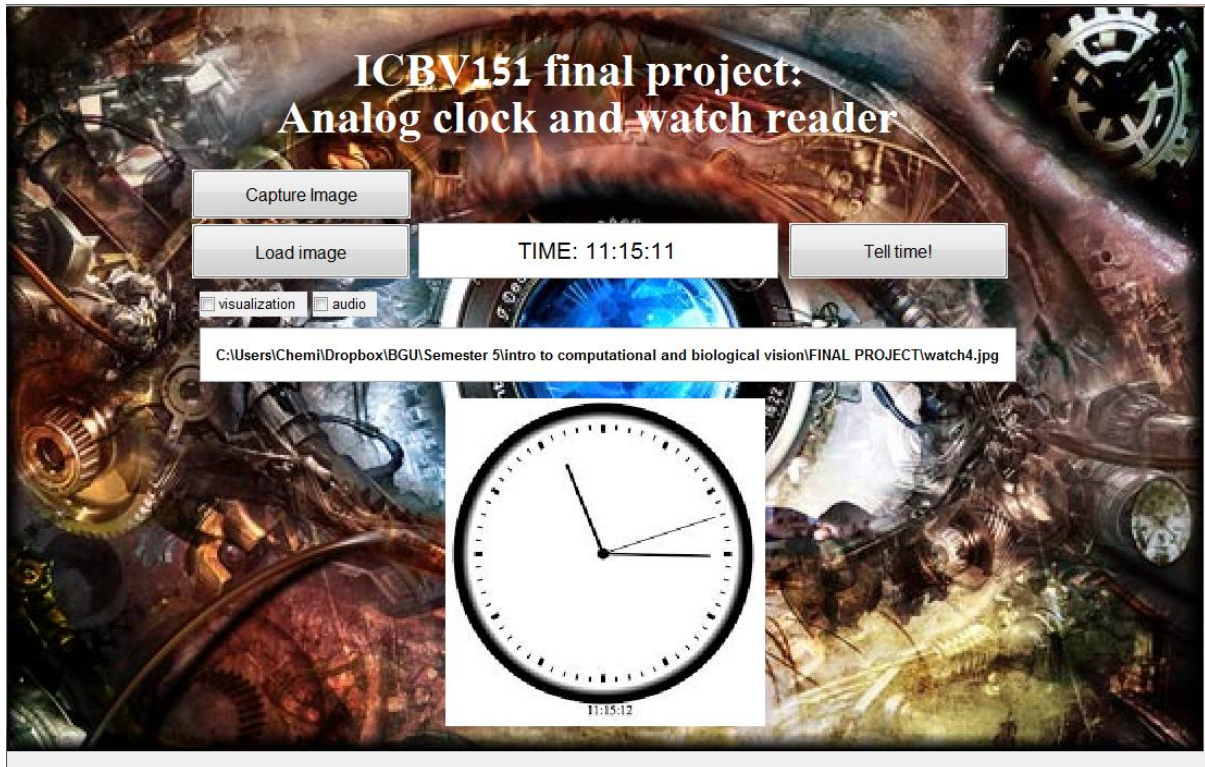 ICBV151 final project:
Analog clock and watch reader
Capture Image
Load image
TIME: 11:15:11
Tell time!
visualization
audio
C:\Users\Chemi\Dropbox\BGU\Semester 5\intro to computational and biological vision\FINAL PROJECT\watch4.jpg
11:15:12